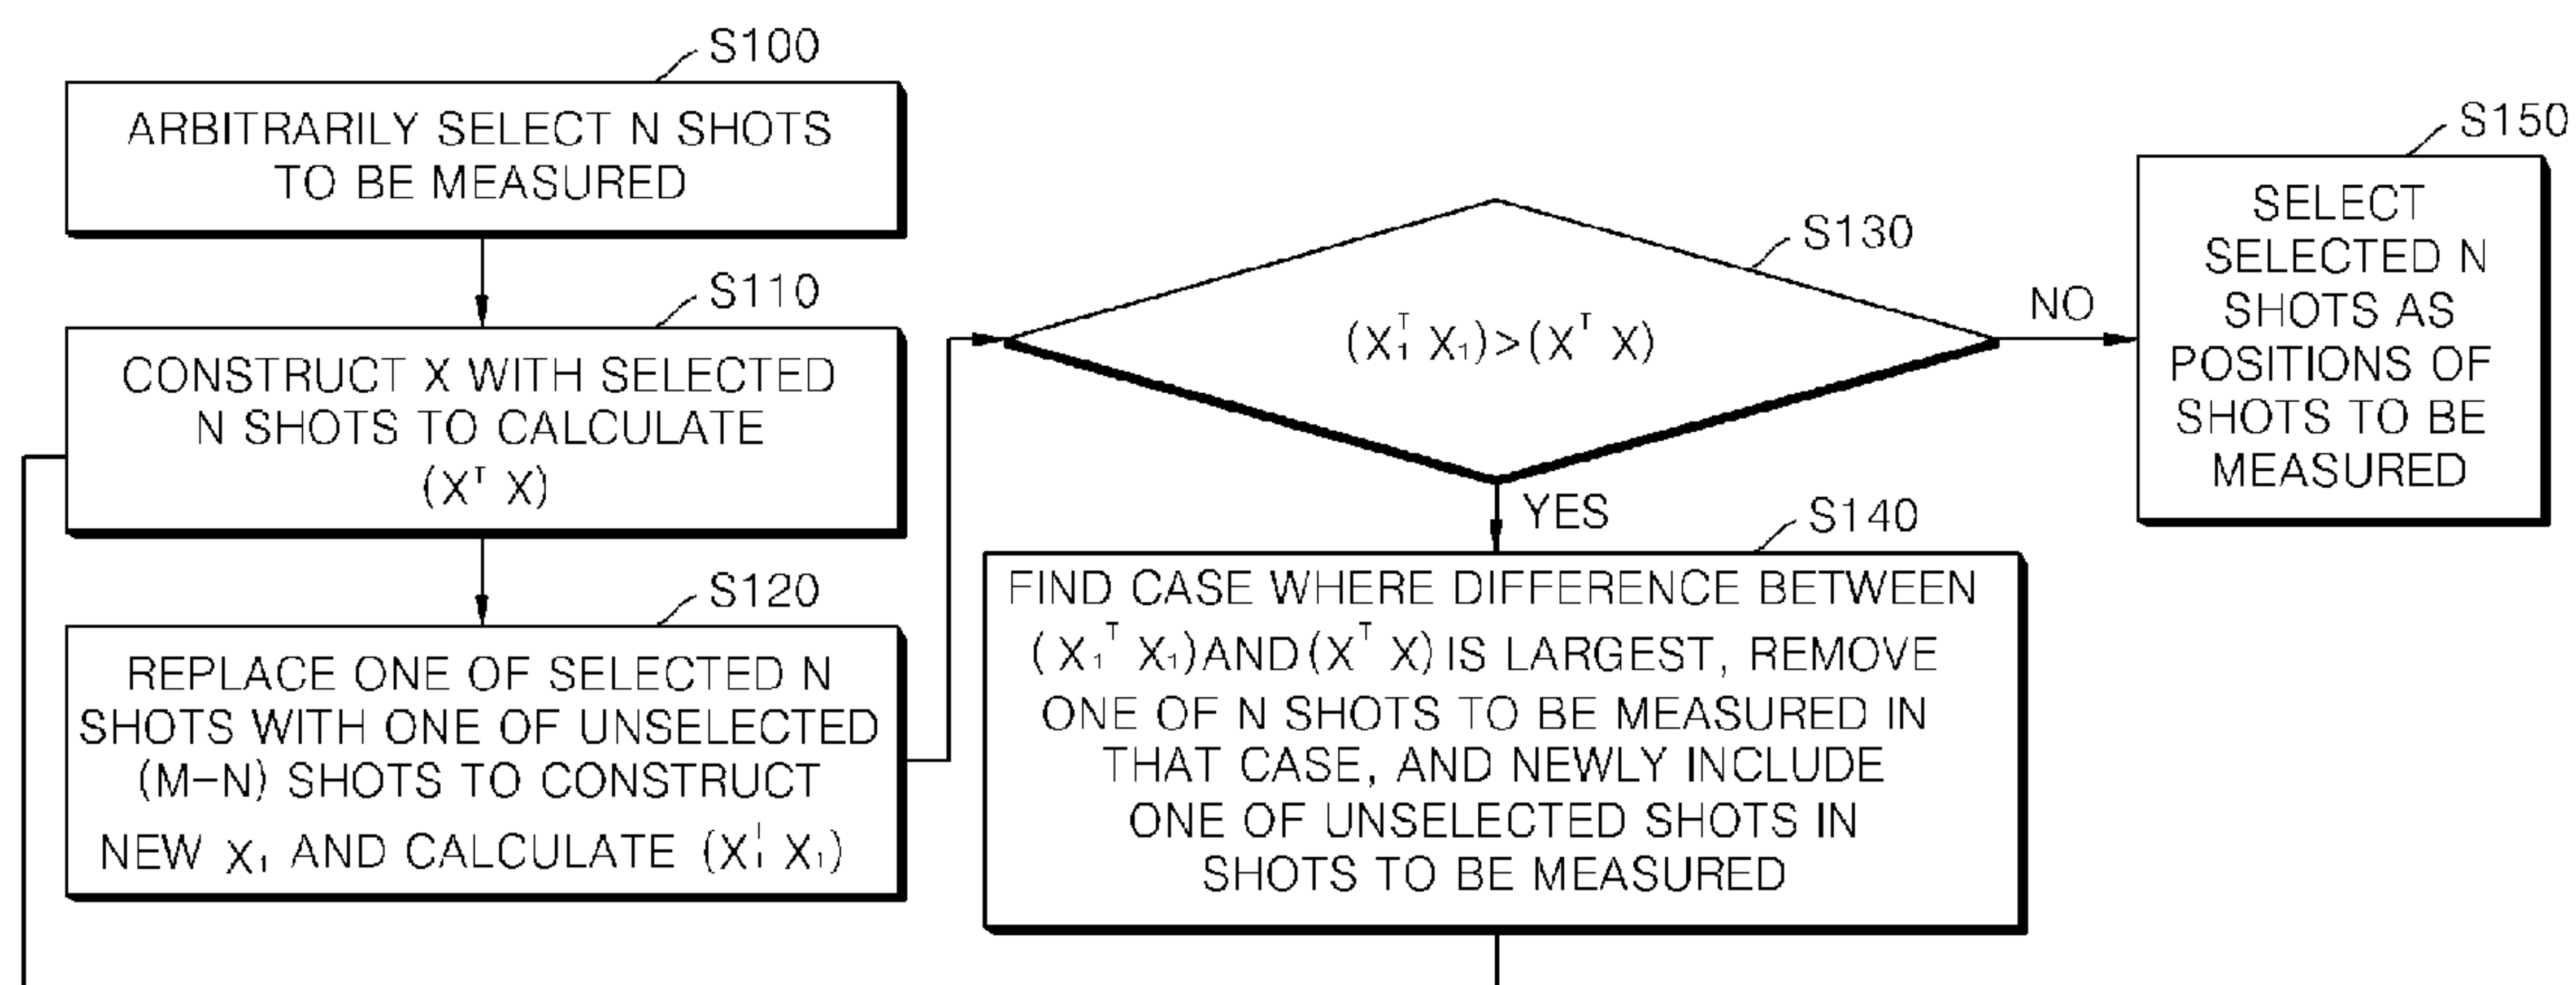 S100
ARBITRARILY SELECT N SHOTS
TO BE MEASURED
S110
CONSTRUCT X WITH SELECTED
N SHOTS TO CALCULATE
(Xᵀ X)
S120
REPLACE ONE OF SELECTED N
SHOTS WITH ONE OF UNSELECTED
(M-N) SHOTS TO CONSTRUCT
NEW X₁ AND CALCULATE (X₁ᵀ X₁)
S130
(X₁ᵀ X₁)>(Xᵀ X)
NO
YES
S140
FIND CASE WHERE DIFFERENCE BETWEEN
(X₁ᵀ X₁)AND(Xᵀ X) IS LARGEST, REMOVE
ONE OF N SHOTS TO BE MEASURED IN
THAT CASE, AND NEWLY INCLUDE
ONE OF UNSELECTED SHOTS IN
SHOTS TO BE MEASURED
S150
SELECT
SELECTED N
SHOTS AS
POSITIONS OF
SHOTS TO BE
MEASURED